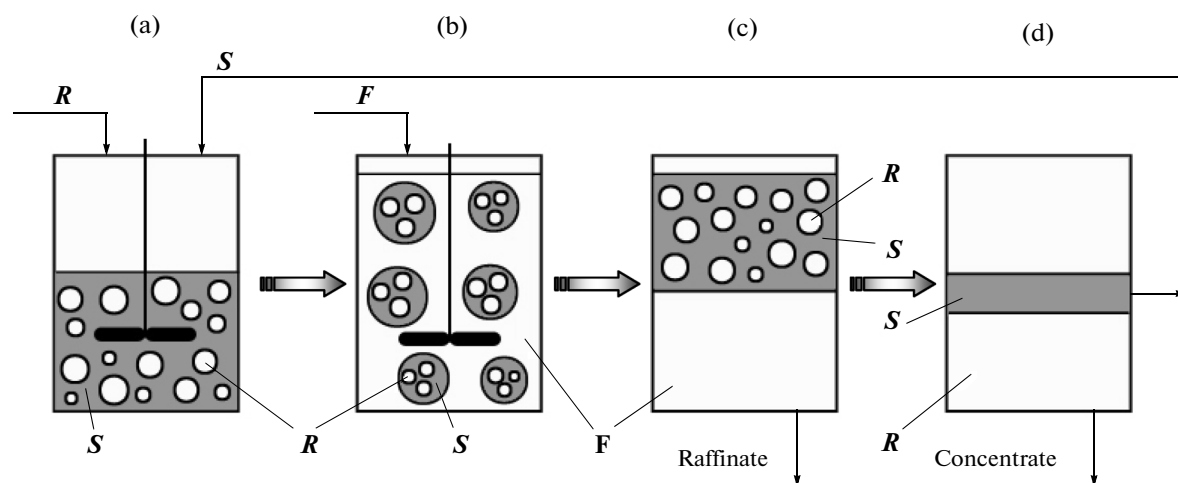 (a) (b) (c) (d)
S
R F
R
S
S
S R S F R
Raffinate Concentrate